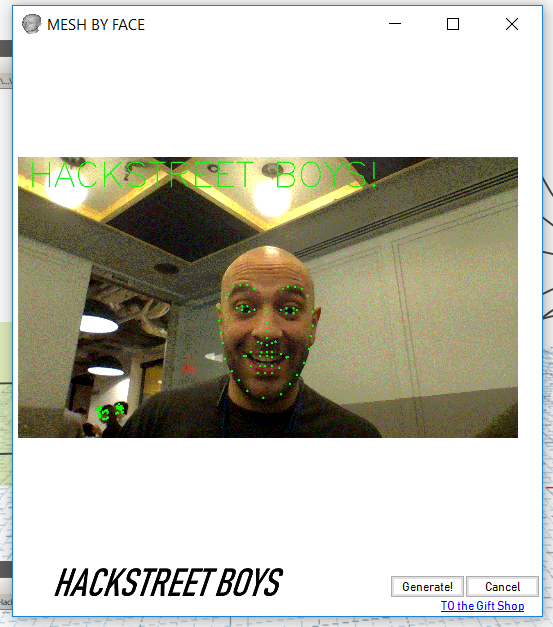 MESH BY FACE
HACKSTREET BOYS!
HACKSTREET BOYS
Generate!
Cancel
TO the Gift Shop